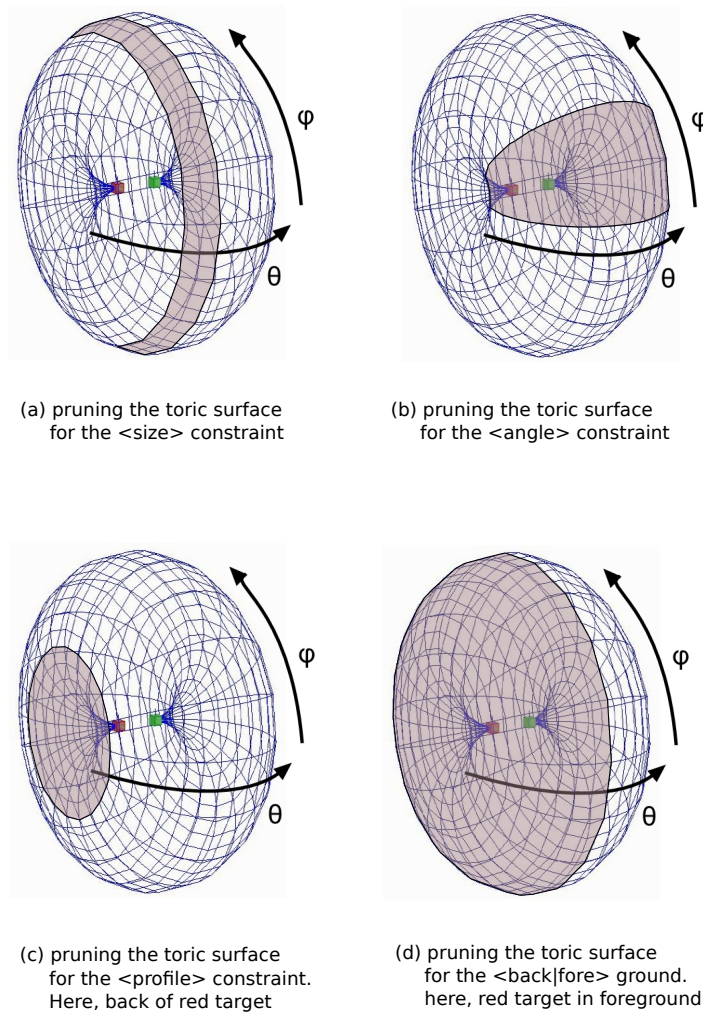 φ
θ
φ
θ
(a) pruning the toric surface
for the <size> constraint
(b) pruning the toric surface
for the <angle> constraint
φ
θ
φ
θ
(c) pruning the toric surface
for the <profile> constraint.
Here, back of red target
(d) pruning the toric surface
for the <back|fore> ground.
here, red target in foreground